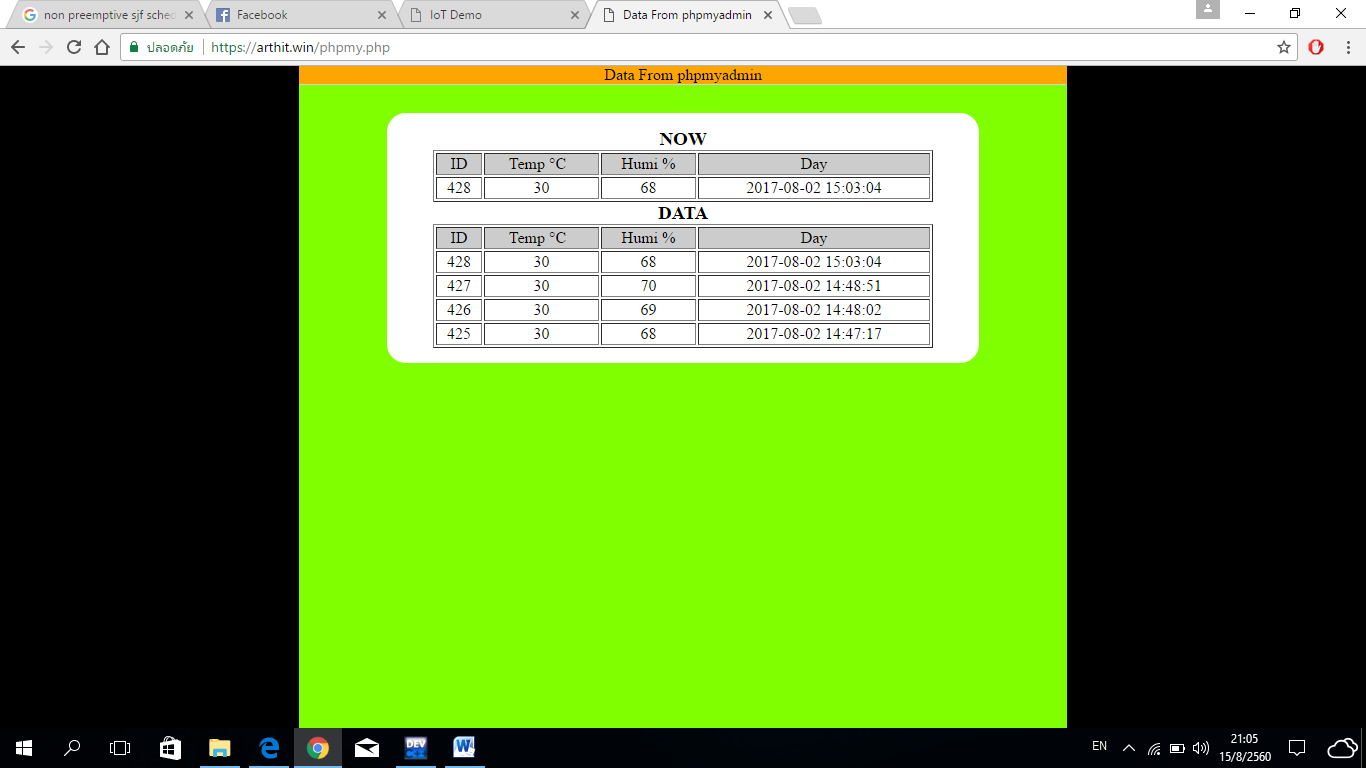 non preemptive sjf sched
Facebook
IoT Demo
Data From phpmyadmin
ปลอดภัย
https://arthit.win/phpmy.php
Data From phpmyadmin
NOW
ID Temp °C Humi % Day
428 30 68 2017-08-02 15:03:04
DATA
ID Temp °C Humi % Day
428 30 68 2017-08-02 15:03:04
427 30 70 2017-08-02 14:48:51
426 30 69 2017-08-02 14:48:02
425 30 68 2017-08-02 14:47:17
DEV
C++
W
EN
21:05
15/8/2560